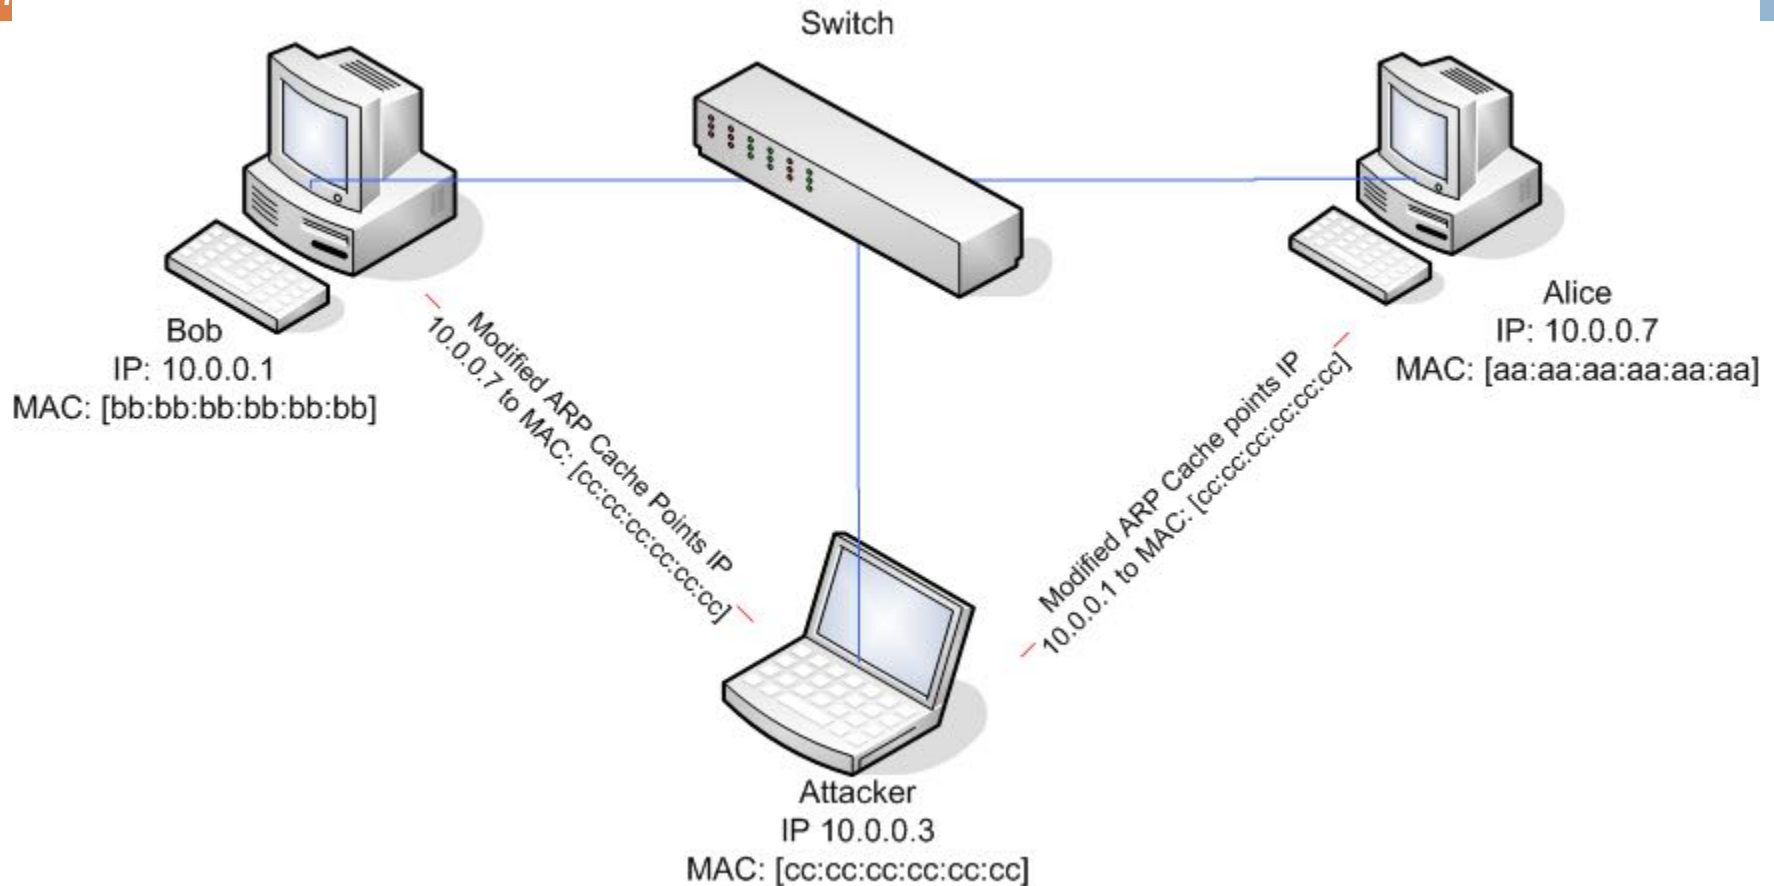 Switch
Bob
IP: 10.0.0.1
MAC: [bb:bb:bb:bb:bb:bb]
Alice
IP: 10.0.0.7
MAC: [aa:aa:aa:aa:aa:aa]
Modified ARP Cache Points IP
10.0.0.7 to MAC: [cc:cc:cc:cc:cc:cc]
Modified ARP Cache points IP
10.0.0.1 to MAC: [cc:cc:cc:cc:cc:cc]
Attacker
IP 10.0.0.3
MAC: [cc:cc:cc:cc:cc:cc]